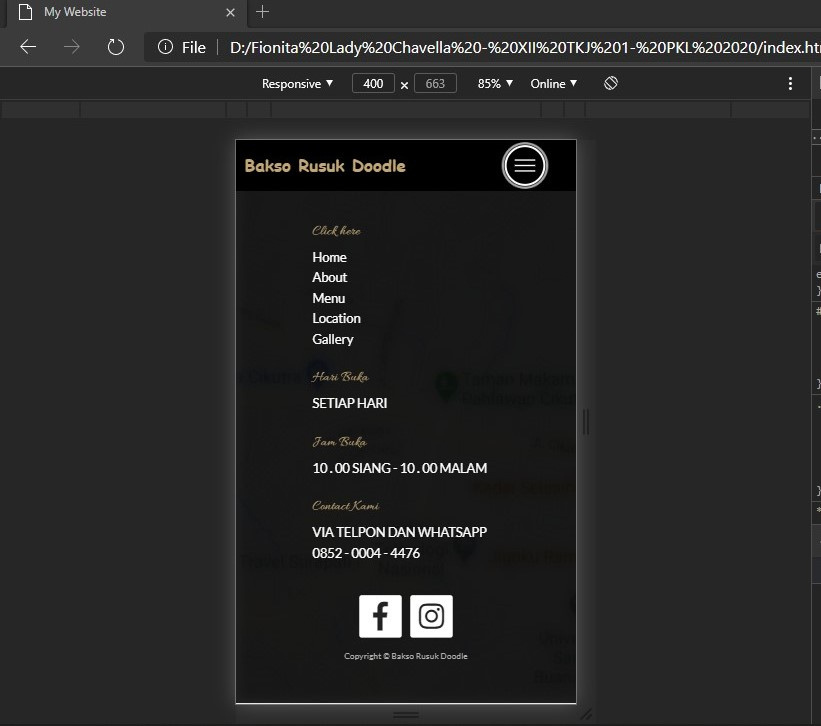 My Website
File
D:/Fionita%20Lady%20Chavella%20-%20XII%20TKJ%201-%20PKL%202020/index.ht
Responsive 400 x 663 85% Online
Bakso Rusuk Doodle
Click here
Home
About
Menu
Location
Gallery
Hari Buka
SETIAP HARI
Jam Buka
10 . 00 SIANG - 10 . 00 MALAM
Contact Kami
VIA TELPON DAN WHATSAPP
0852 - 0004 - 4476
Copyright © Bakso Rusuk Doodle